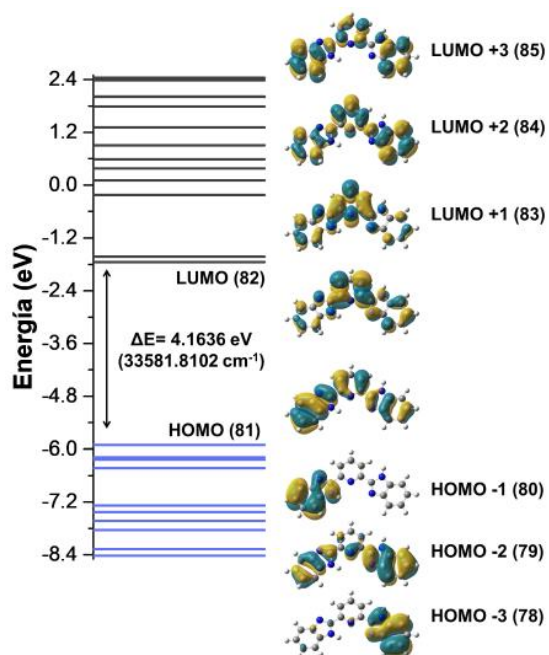 Energía (eV)
2.4
1.2
0.0
-1.2
-2.4
-3.6
-4.8
-6.0
-7.2
-8.4
LUMO (82)
ΔE= 4.1636 eV
(33581.8102 cm⁻¹)
HOMO (81)
LUMO +3 (85)
LUMO +2 (84)
LUMO +1 (83)
HOMO -1 (80)
HOMO -2 (79)
HOMO -3 (78)